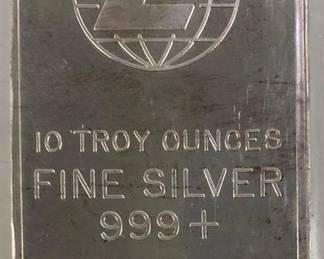 10 TROY OUNCES
FINE SILVER
999+